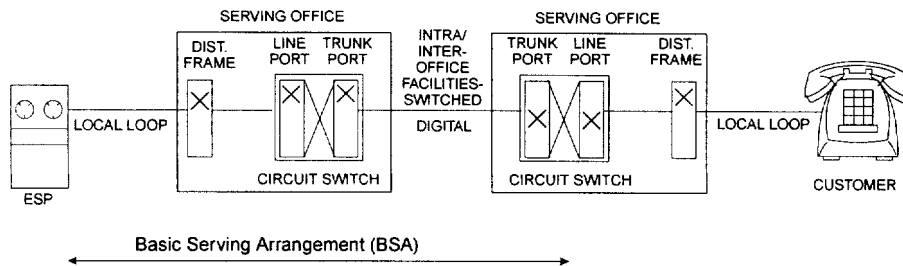 SERVING OFFICE
DIST.
FRAME
LINE
PORT
TRUNK
PORT
LOCAL LOOP
CIRCUIT SWITCH
ESP
INTRA/
INTER-
OFFICE
FACILITIES-
SWITCHED
DIGITAL
SERVING OFFICE
TRUNK
PORT
LINE
PORT
DIST.
FRAME
CIRCUIT SWITCH
LOCAL LOOP
CUSTOMER
Basic Serving Arrangement (BSA)